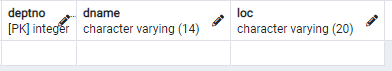 deptno dname loc
[PK] integer character varying (14) character varying (20)